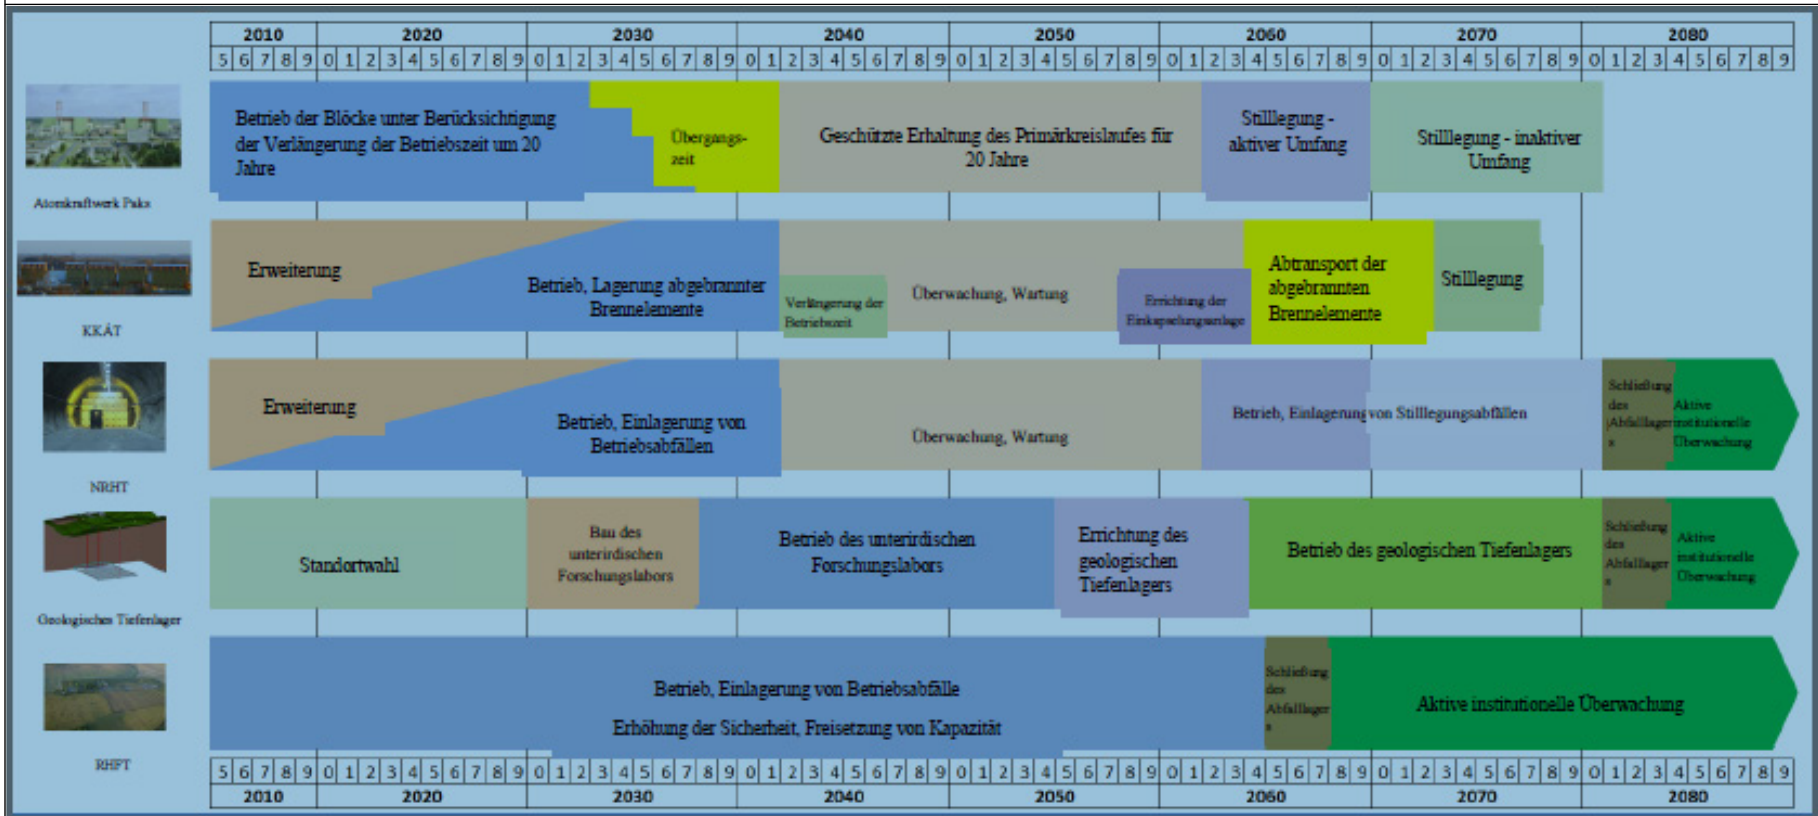 2010 2020 2030 2040 2050 2060 2070 2080
5 6 7 8 9 0 1 2 3 4 5 6 7 8 9 0 1 2 3 4 5 6 7 8 9 0 1 2 3 4 5 6 7 8 9 0 1 2 3 4 5 6 7 8 9 0 1 2 3 4 5 6 7 8 9 0 1 2 3 4 5 6 7 8 9 0 1 2 3 4 5 6 7 8 9
Atomkraftwerk Paks
Betrieb der Blöcke unter Berücksichtigung
der Verlängerung der Betriebszeit um 20
Jahre
Übergangs-
zeit
Geschützte Erhaltung des Primärkreislaufes für
20 Jahre
Stilllegung -
aktiver Umfang
Stilllegung - inaktiver
Umfang
KKÁT
Erweiterung
Betrieb, Lagerung abgebrannter
Brennelemente
Verlängerung der
Betriebszeit
Überwachung, Wartung
Errichtung der
Einkapselungsanlage
Abtransport der
abgebrannten
Brennelemente
Stilllegung
NRHT
Erweiterung
Betrieb, Einlagerung von
Betriebsabfällen
Überwachung, Wartung
Betrieb, Einlagerung von Stilllegungsabfällen
Schließung
des
Abfalllager
s
Aktive
institutionelle
Überwachung
Geologisches Tiefenlager
Standortwahl
Bau des
unterirdischen
Forschungslabors
Betrieb des unterirdischen
Forschungslabors
Errichtung des
geologischen
Tiefenlagers
Betrieb des geologischen Tiefenlagers
Schließung
des
Abfalllager
s
Aktive
institutionelle
Überwachung
RHFT
Betrieb, Einlagerung von Betriebsabfälle
Erhöhung der Sicherheit, Freisetzung von Kapazität
Schließung
des
Abfalllager
s
Aktive institutionelle Überwachung
5 6 7 8 9 0 1 2 3 4 5 6 7 8 9 0 1 2 3 4 5 6 7 8 9 0 1 2 3 4 5 6 7 8 9 0 1 2 3 4 5 6 7 8 9 0 1 2 3 4 5 6 7 8 9 0 1 2 3 4 5 6 7 8 9 0 1 2 3 4 5 6 7 8 9
2010 2020 2030 2040 2050 2060 2070 2080